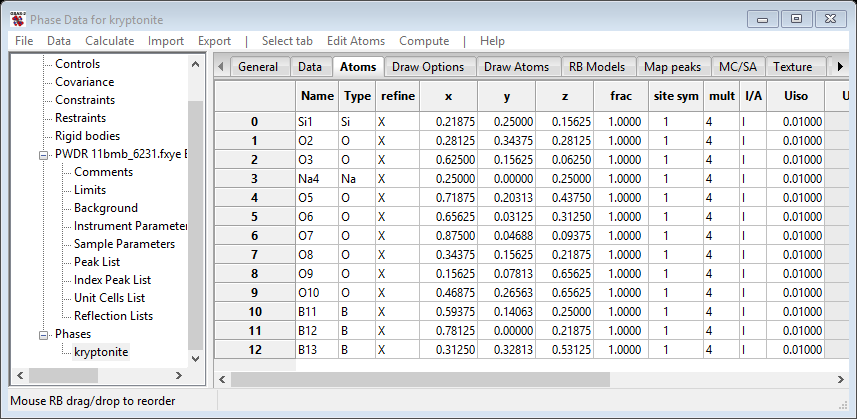 Phase Data for kryptonite
File Data Calculate Import Export | Select tab Edit Atoms Compute | Help
Controls
Covariance
Constraints
Restraints
Rigid bodies
PWDR 11bmb_6231.fxye
Comments
Limits
Background
Instrument Parameter
Sample Parameters
Peak List
Index Peak List
Unit Cells List
Reflection Lists
Phases
kryptonite
General Data Atoms Draw Options Draw Atoms RB Models Map peaks MC/SA Texture
Name Type refine x y z frac site sym mult I/A Uiso U
0 Si1 Si X 0.21875 0.25000 0.15625 1.0000 1 4 I 0.01000
1 O2 O X 0.28125 0.34375 0.28125 1.0000 1 4 I 0.01000
2 O3 O X 0.62500 0.15625 0.06250 1.0000 1 4 I 0.01000
3 Na4 Na X 0.25000 0.00000 0.25000 1.0000 1 4 I 0.01000
4 O5 O X 0.71875 0.20313 0.43750 1.0000 1 4 I 0.01000
5 O6 O X 0.65625 0.03125 0.31250 1.0000 1 4 I 0.01000
6 O7 O X 0.87500 0.04688 0.09375 1.0000 1 4 I 0.01000
7 O8 O X 0.34375 0.15625 0.21875 1.0000 1 4 I 0.01000
8 O9 O X 0.15625 0.07813 0.65625 1.0000 1 4 I 0.01000
9 O10 O X 0.46875 0.26563 0.65625 1.0000 1 4 I 0.01000
10 B11 B X 0.59375 0.14063 0.25000 1.0000 1 4 I 0.01000
11 B12 B X 0.78125 0.00000 0.21875 1.0000 1 4 I 0.01000
12 B13 B X 0.31250 0.32813 0.53125 1.0000 1 4 I 0.01000
Mouse RB drag/drop to reorder